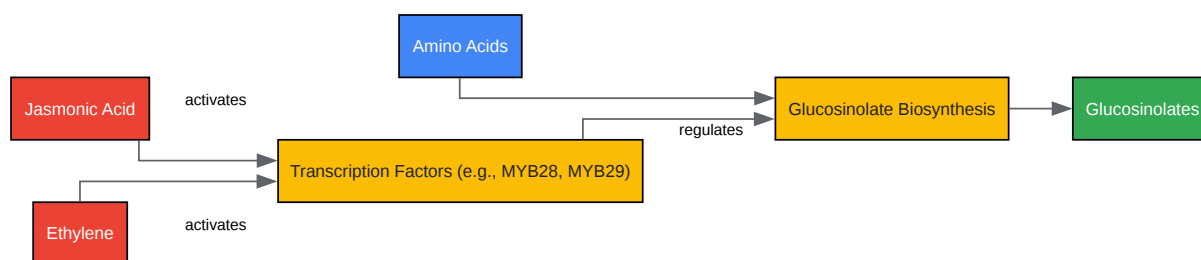 Amino Acids
Jasmonic Acid
activates
Glucosinolate Biosynthesis
Glucosinolates
regulates
Transcription Factors (e.g., MYB28, MYB29)
Ethylene
activates